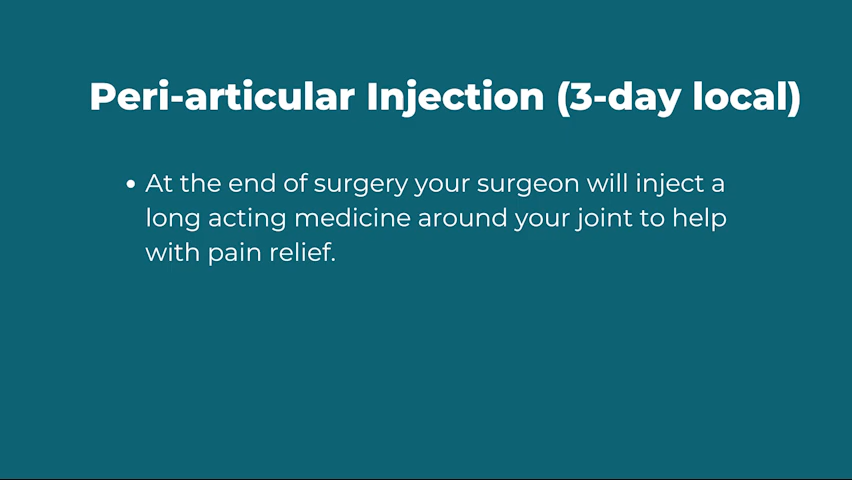 Peri-articular Injection (3-day local)
• At the end of surgery your surgeon will inject a
long acting medicine around your joint to help
with pain relief.